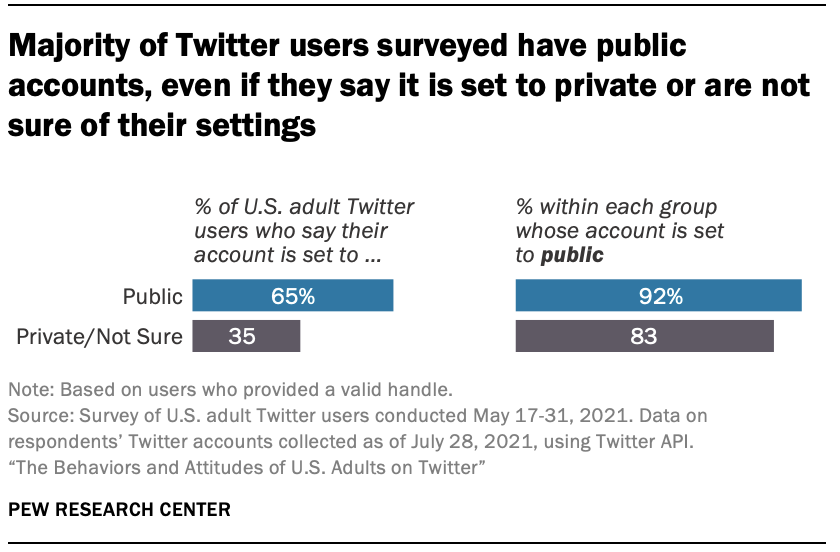 Majority of Twitter users surveyed have public
accounts, even if they say it is set to private or are not
sure of their settings
% of U.S. adult Twitter
users who say their
account is set to ...
% within each group
whose account is set
to public
Public 65% 92%
Private/Not Sure 35 83
Note: Based on users who provided a valid handle.
Source: Survey of U.S. adult Twitter users conducted May 17-31, 2021. Data on
respondents’ Twitter accounts collected as of July 28, 2021, using Twitter API.
“The Behaviors and Attitudes of U.S. Adults on Twitter”
PEW RESEARCH CENTER